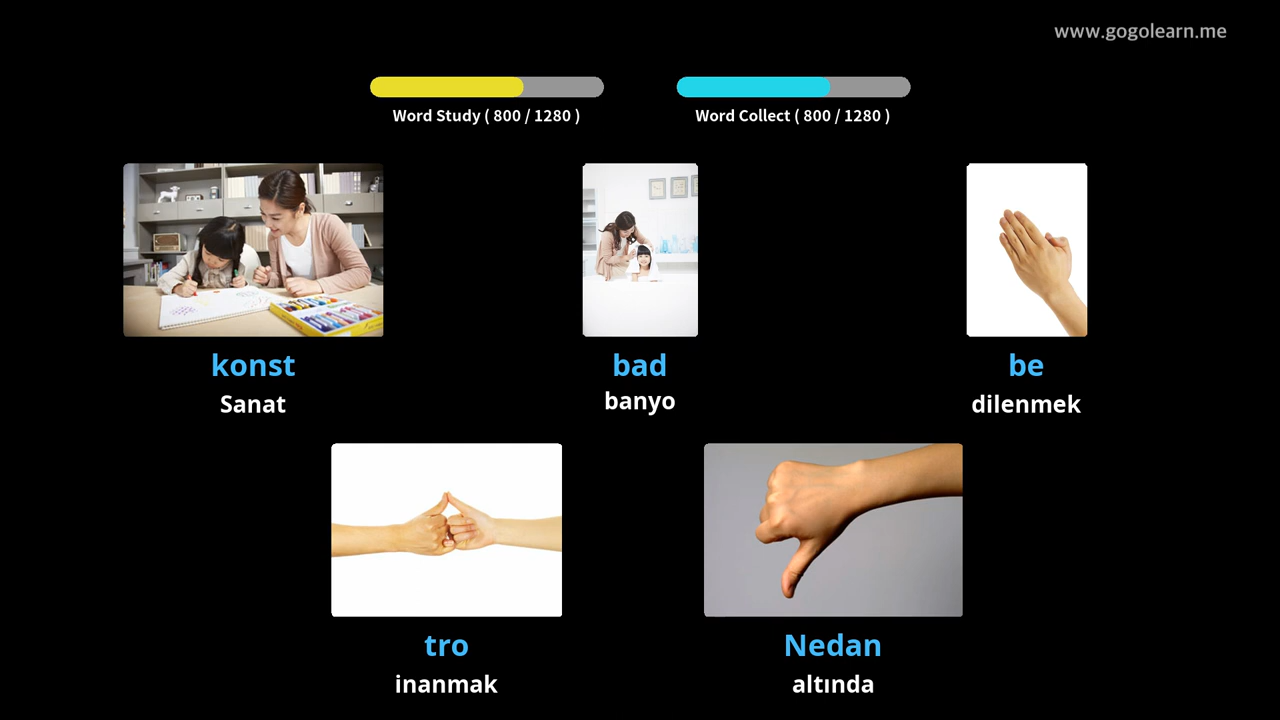 www.gogolearn.me
Word Study ( 800 / 1280 )
Word Collect ( 800 / 1280 )
konst
Sanat
bad
banyo
be
dilenmek
tro
inanmak
Nedan
altında